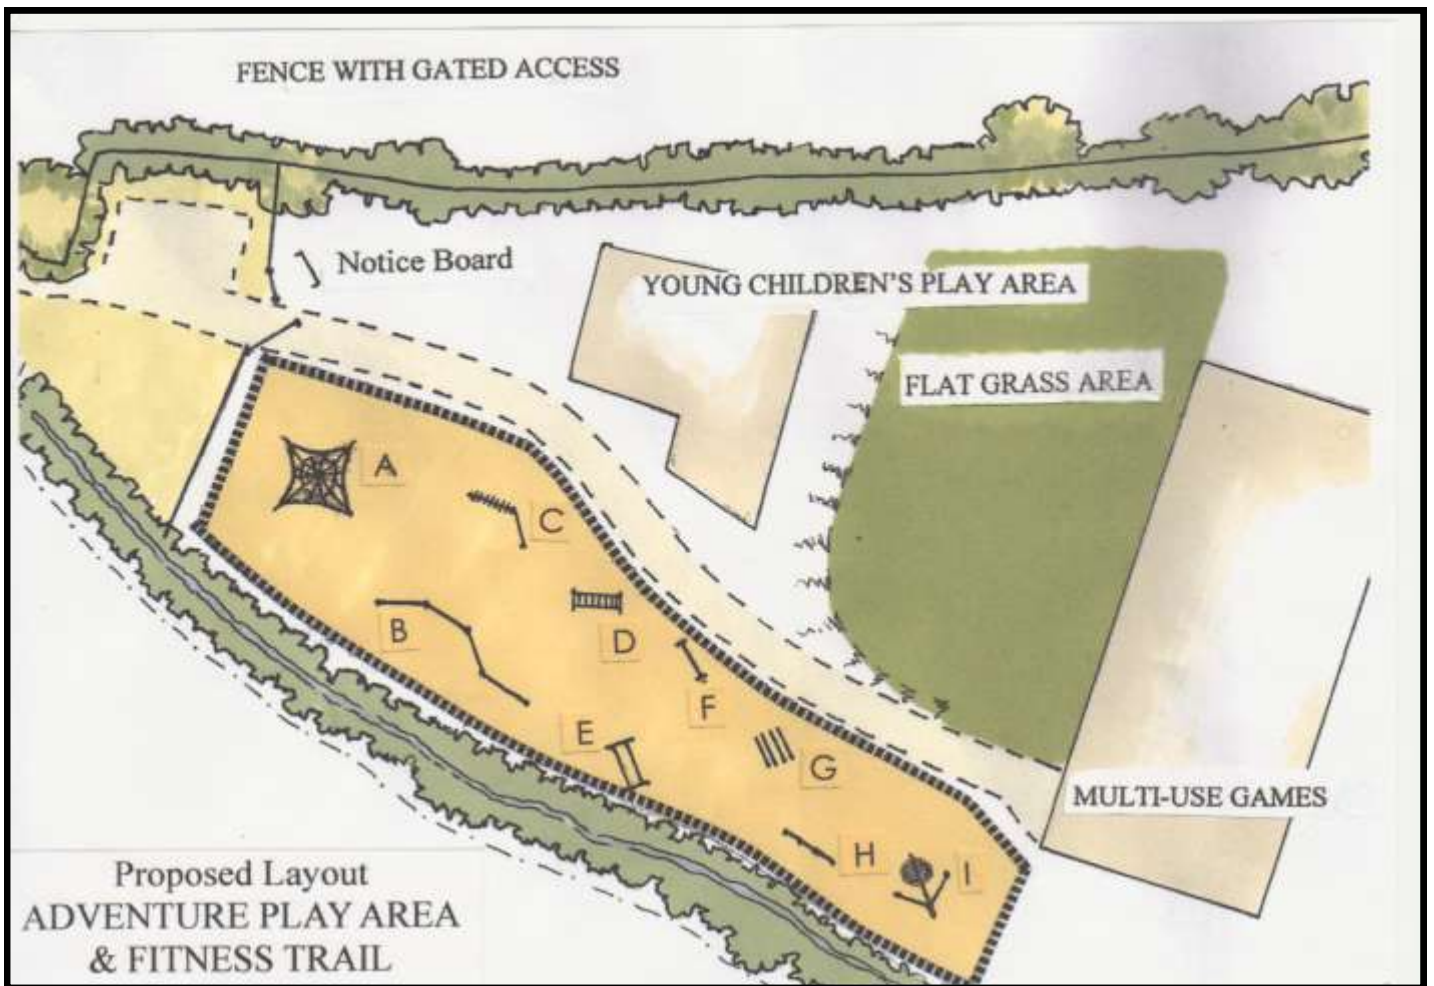 FENCE WITH GATED ACCESS
Notice Board
YOUNG CHILDREN'S PLAY AREA
FLAT GRASS AREA
A
C
B
D
F
E
G
H
I
MULTI-USE GAMES
Proposed Layout
ADVENTURE PLAY AREA
& FITNESS TRAIL